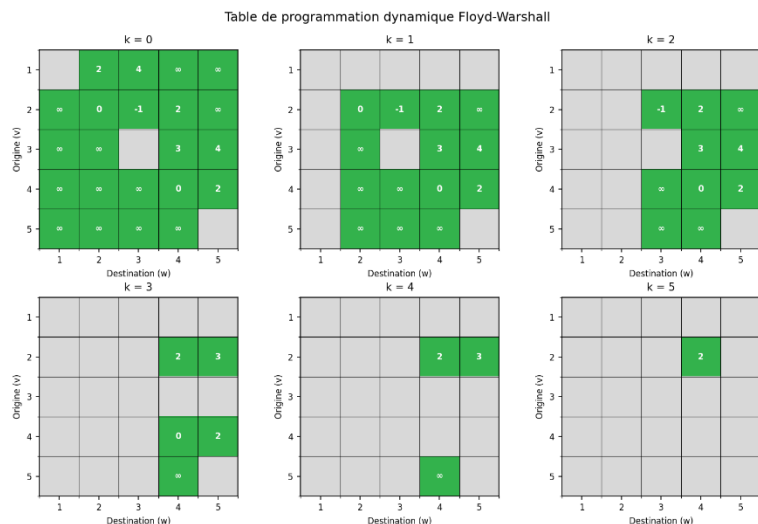 Table de programmation dynamique Floyd-Warshall
k = 0
Origine (v)
1 2 4 ∞ ∞
2 ∞ 0 -1 2 ∞
3 ∞ ∞ 3 4
4 ∞ ∞ ∞ 0 2
5 ∞ ∞ ∞ ∞
1 2 3 4 5
Destination (w)
k = 1
1
2 0 -1 2 ∞
3 ∞ 3 4
4 ∞ ∞ 0 2
5 ∞ ∞ ∞
1 2 3 4 5
Destination (w)
k = 2
Origine (v)
1
2 -1 2 ∞
3 3 4
4 ∞ 0 2
5 ∞ ∞
1 2 3 4 5
Destination (w)
k = 3
Origine (v)
1
2 2 3
3
4 0 2
5 ∞
1 2 3 4 5
Destination (w)
k = 4
Origine (v)
1
2 2 3
3
4
5 ∞
1 2 3 4 5
Destination (w)
k = 5
Origine (v)
1
2 2
3
4
5
1 2 3 4 5
Destination (w)